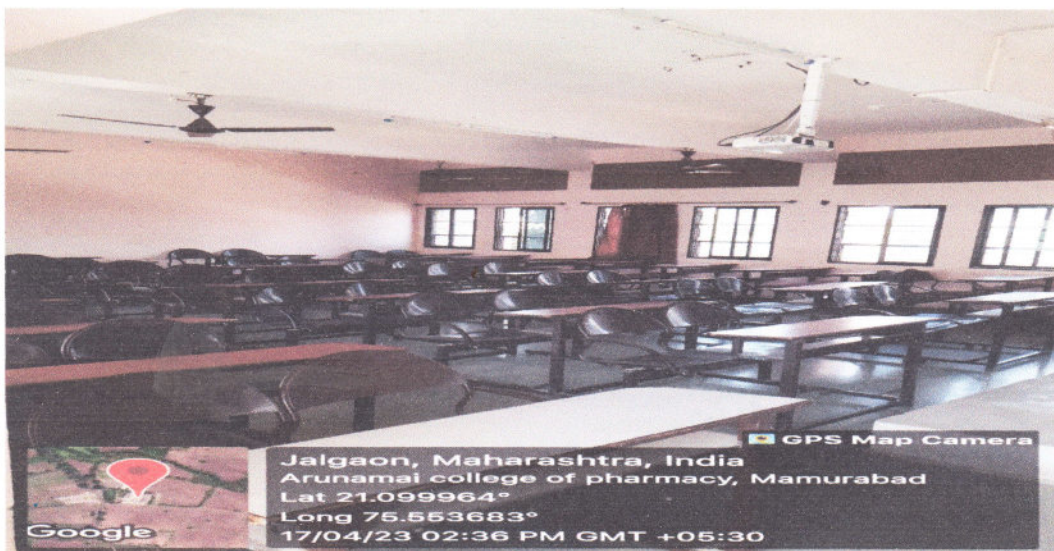 GPS Map Camera
Jalgaon, Maharashtra, India
Arunamai college of pharmacy, Mamurabad
Lat 21.099964°
Long 75.553683°
17/04/23 02:36 PM GMT +05:30
Google